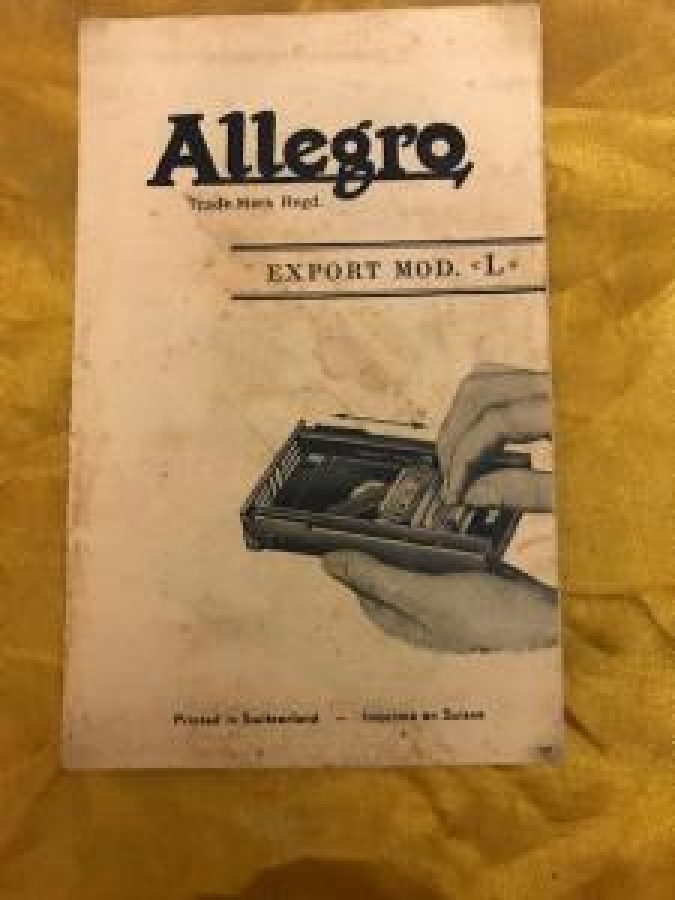 Allegro
Trade-Mark Regd.
EXPORT MOD. «L»
Printed in Switzerland — Imprimé en Suisse